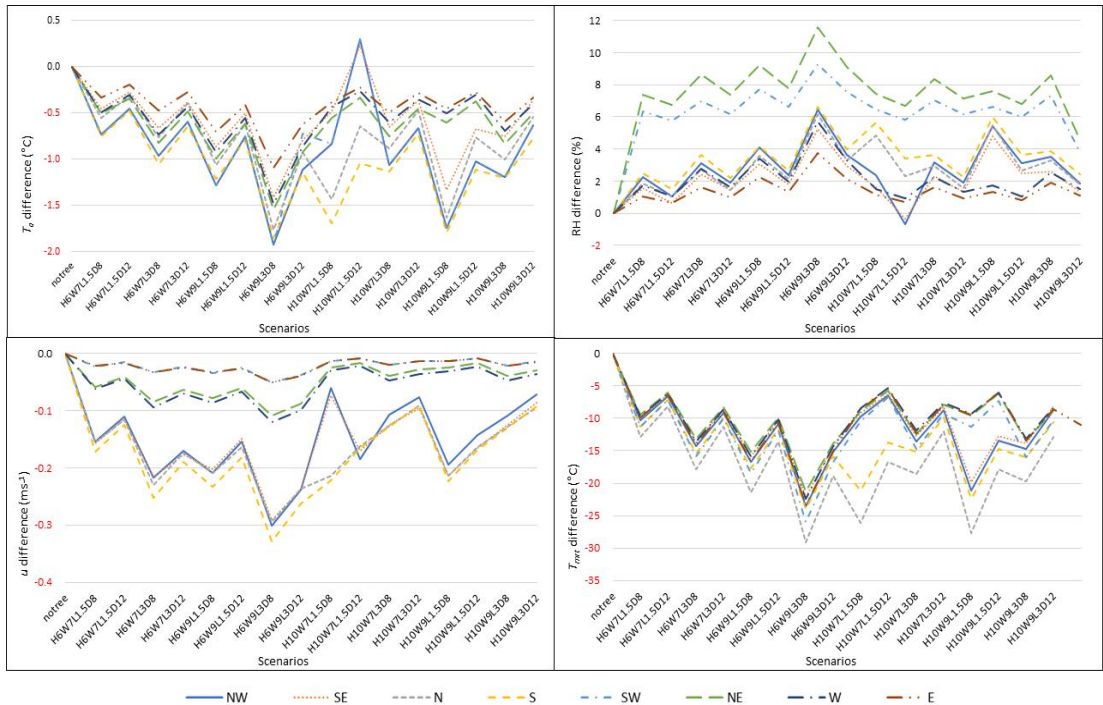 T_a difference (°C)
0.5
0.0
-0.5
-1.0
-1.5
-2.0
notree
H6W7L1.5D8
H6W7L1.5D12
H6W7L3D8
H6W7L3D12
H6W9L1.5D8
H6W9L1.5D12
H6W9L3D8
H6W9L3D12
H10W7L1.5D8
H10W7L1.5D12
H10W7L3D8
H10W7L3D12
H10W9L1.5D8
H10W9L1.5D12
H10W9L3D8
H10W9L3D12
Scenarios
RH difference (%)
12
10
8
6
4
2
0
-2
notree
H6W7L1.5D8
H6W7L1.5D12
H6W7L3D8
H6W7L3D12
H6W9L1.5D8
H6W9L1.5D12
H6W9L3D8
H6W9L3D12
H10W7L1.5D8
H10W7L1.5D12
H10W7L3D8
H10W7L3D12
H10W9L1.5D8
H10W9L1.5D12
H10W9L3D8
H10W9L3D12
Scenarios
u difference (ms⁻³)
0.0
-0.1
-0.2
-0.3
-0.4
notree
H6W7L1.5D8
H6W7L1.5D12
H6W7L3D8
H6W7L3D12
H6W9L1.5D8
H6W9L1.5D12
H6W9L3D8
H6W9L3D12
H10W7L1.5D8
H10W7L1.5D12
H10W7L3D8
H10W7L3D12
H10W9L1.5D8
H10W9L1.5D12
H10W9L3D8
H10W9L3D12
Scenarios
T_mrt difference (°C)
0
-5
-10
-15
-20
-25
-30
-35
notree
H6W7L1.5D8
H6W7L1.5D12
H6W7L3D8
H6W7L3D12
H6W9L1.5D8
H6W9L1.5D12
H6W9L3D8
H6W9L3D12
H10W7L1.5D8
H10W7L1.5D12
H10W7L3D8
H10W7L3D12
H10W9L1.5D8
H10W9L1.5D12
H10W9L3D8
H10W9L3D12
Scenarios
NW SE N S SW NE W E